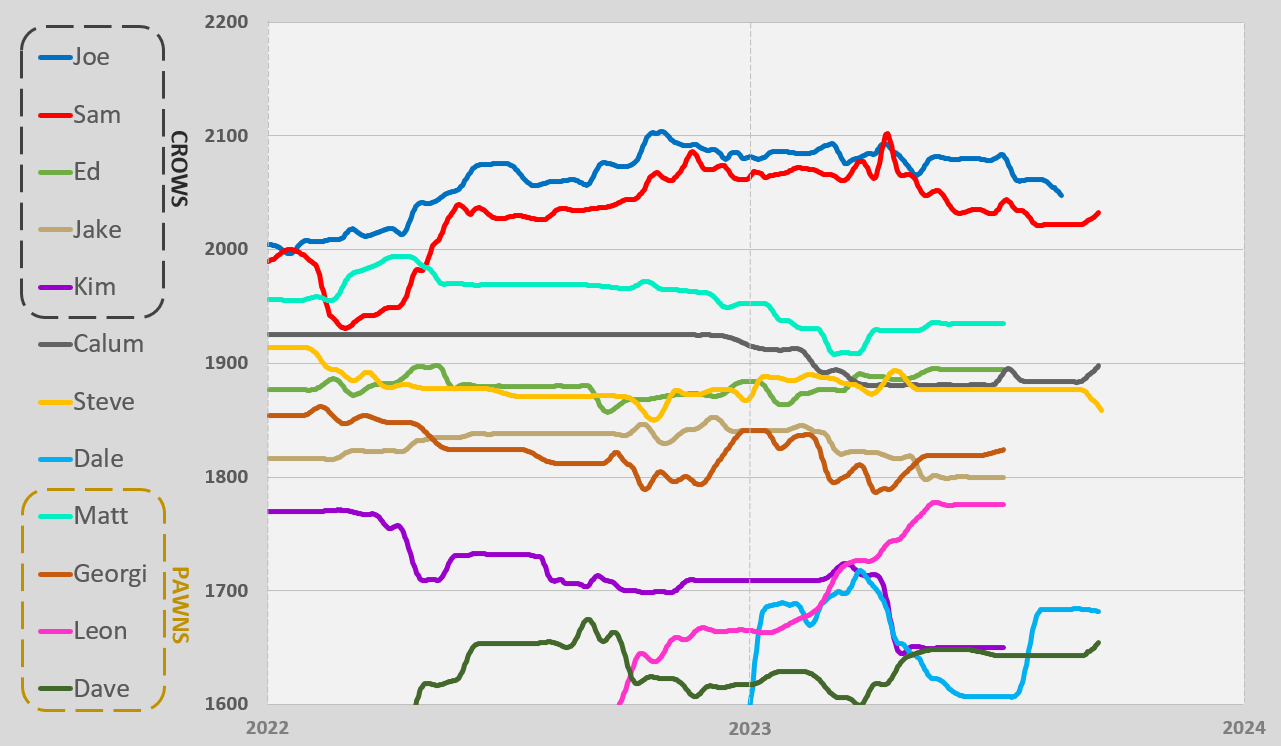 Joe
Sam
Ed
Jake
Kim
CROWS
Calum
Steve
Dale
Matt
Georgi
Leon
Dave
PAWNS
2200
2100
2000
1900
1800
1700
1600
2022
2023
2024